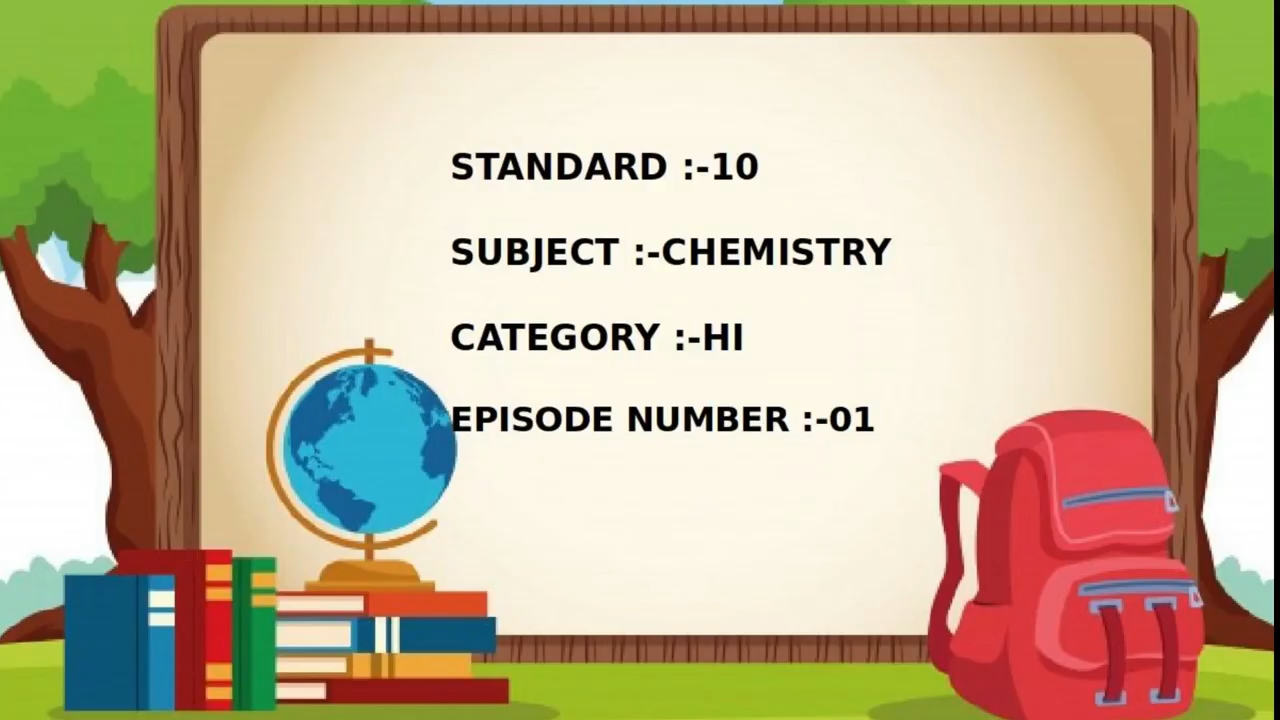 STANDARD :-10
SUBJECT :-CHEMISTRY
CATEGORY :-HI
EPISODE NUMBER :-01